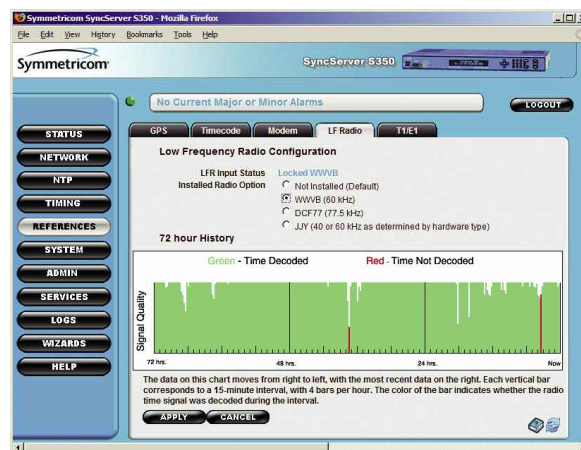 Symmetricom SyncServer S350 - Mozilla Firefox
File Edit View History Bookmarks Tools Help
Symmetricom
SyncServer S350
No Current Major or Minor Alarms
LOGOUT
STATUS
NETWORK
NTP
TIMING
REFERENCES
SYSTEM
ADMIN
SERVICES
LOGS
WIZARDS
HELP
GPS Timecode Modem LF Radio T1/E1
Low Frequency Radio Configuration
LFR Input Status Locked WWVB
Installed Radio Option Not Installed (Default)
WWVB (60 kHz)
DCF77 (77.5 kHz)
JJY (40 or 60 kHz as determined by hardware type)
72 hour History
Green - Time Decoded Red - Time Not Decoded
Signal Quality
72 hrs. 48 hrs. 24 hrs. Now
The data on this chart moves from right to left, with the most recent data on the right. Each vertical bar
corresponds to a 15-minute interval, with 4 bars per hour. The color of the bar indicates whether the radio
time signal was decoded during the interval.
APPLY CANCEL